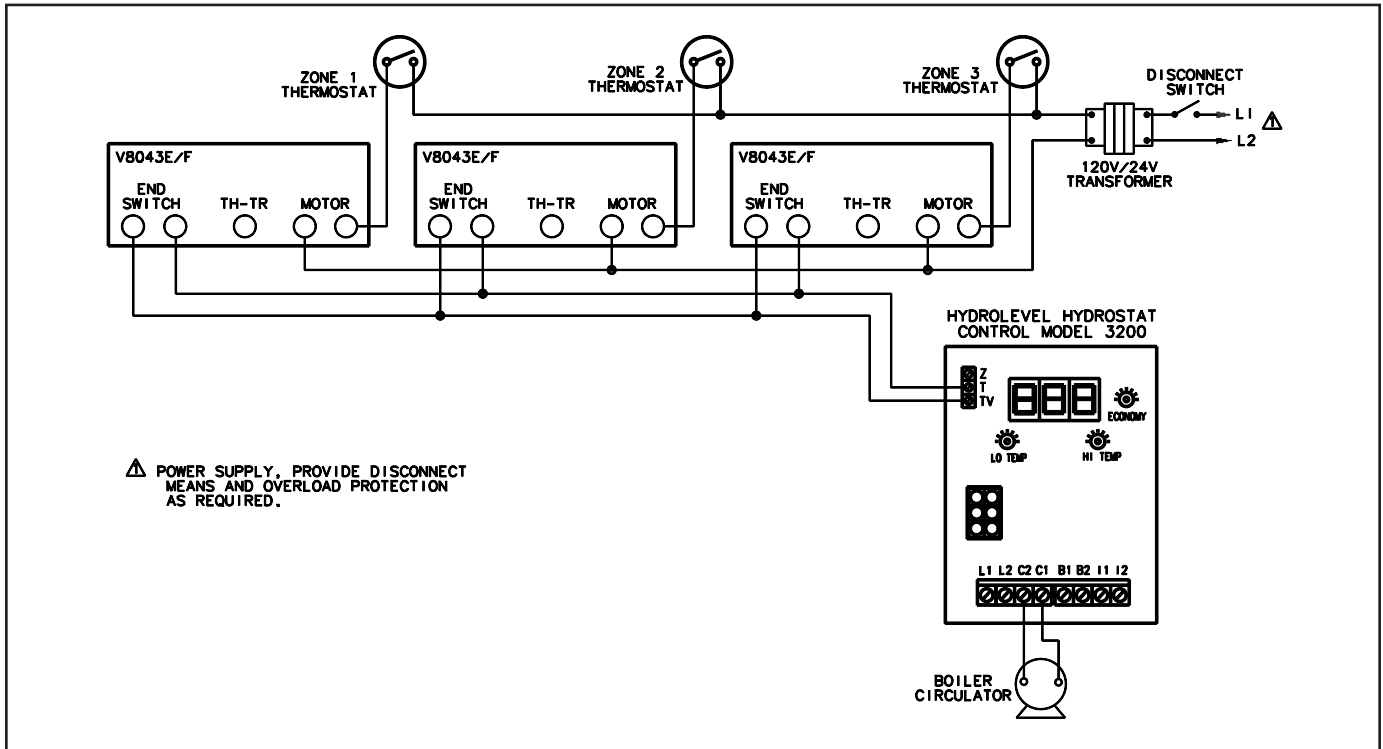 ZONE 1
THERMOSTAT
ZONE 2
THERMOSTAT
ZONE 3
THERMOSTAT
DISCONNECT
SWITCH
L1
1
L2
120V/24V
TRANSFORMER
V8043E/F
END
SWITCH TH-TR MOTOR
V8043E/F
END
SWITCH TH-TR MOTOR
V8043E/F
END
SWITCH TH-TR MOTOR
HYDROLEVEL HYDROSTAT
CONTROL MODEL 3200
Z
T
TV
888
ECONOMY
LO TEMP
HI TEMP
L1 L2 C2 C1 B1 B2 I1 I2
BOILER
CIRCULATOR
1 POWER SUPPLY, PROVIDE DISCONNECT
MEANS AND OVERLOAD PROTECTION
AS REQUIRED.